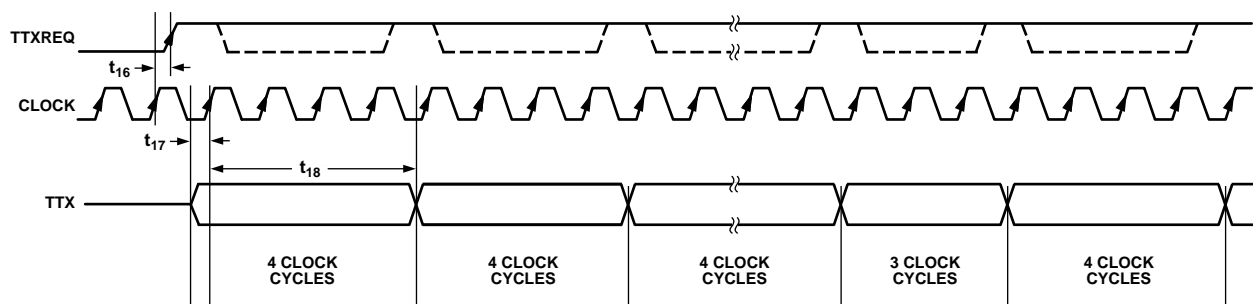 TTXREQ
t16
CLOCK
t17
t18
TTX
4 CLOCK
CYCLES
4 CLOCK
CYCLES
4 CLOCK
CYCLES
3 CLOCK
CYCLES
4 CLOCK
CYCLES